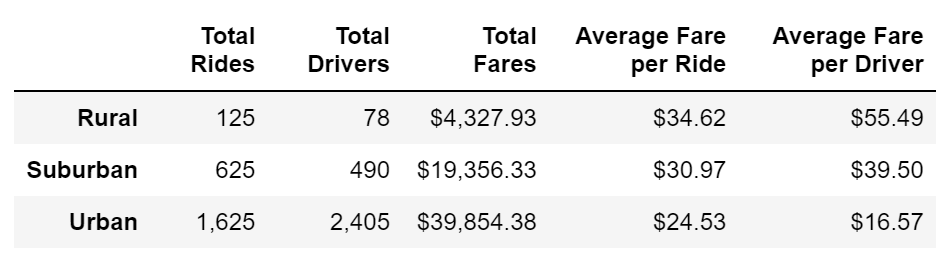 Total Total Total Average Fare Average Fare
Rides Drivers Fares per Ride per Driver
Rural 125 78 $4,327.93 $34.62 $55.49
Suburban 625 490 $19,356.33 $30.97 $39.50
Urban 1,625 2,405 $39,854.38 $24.53 $16.57